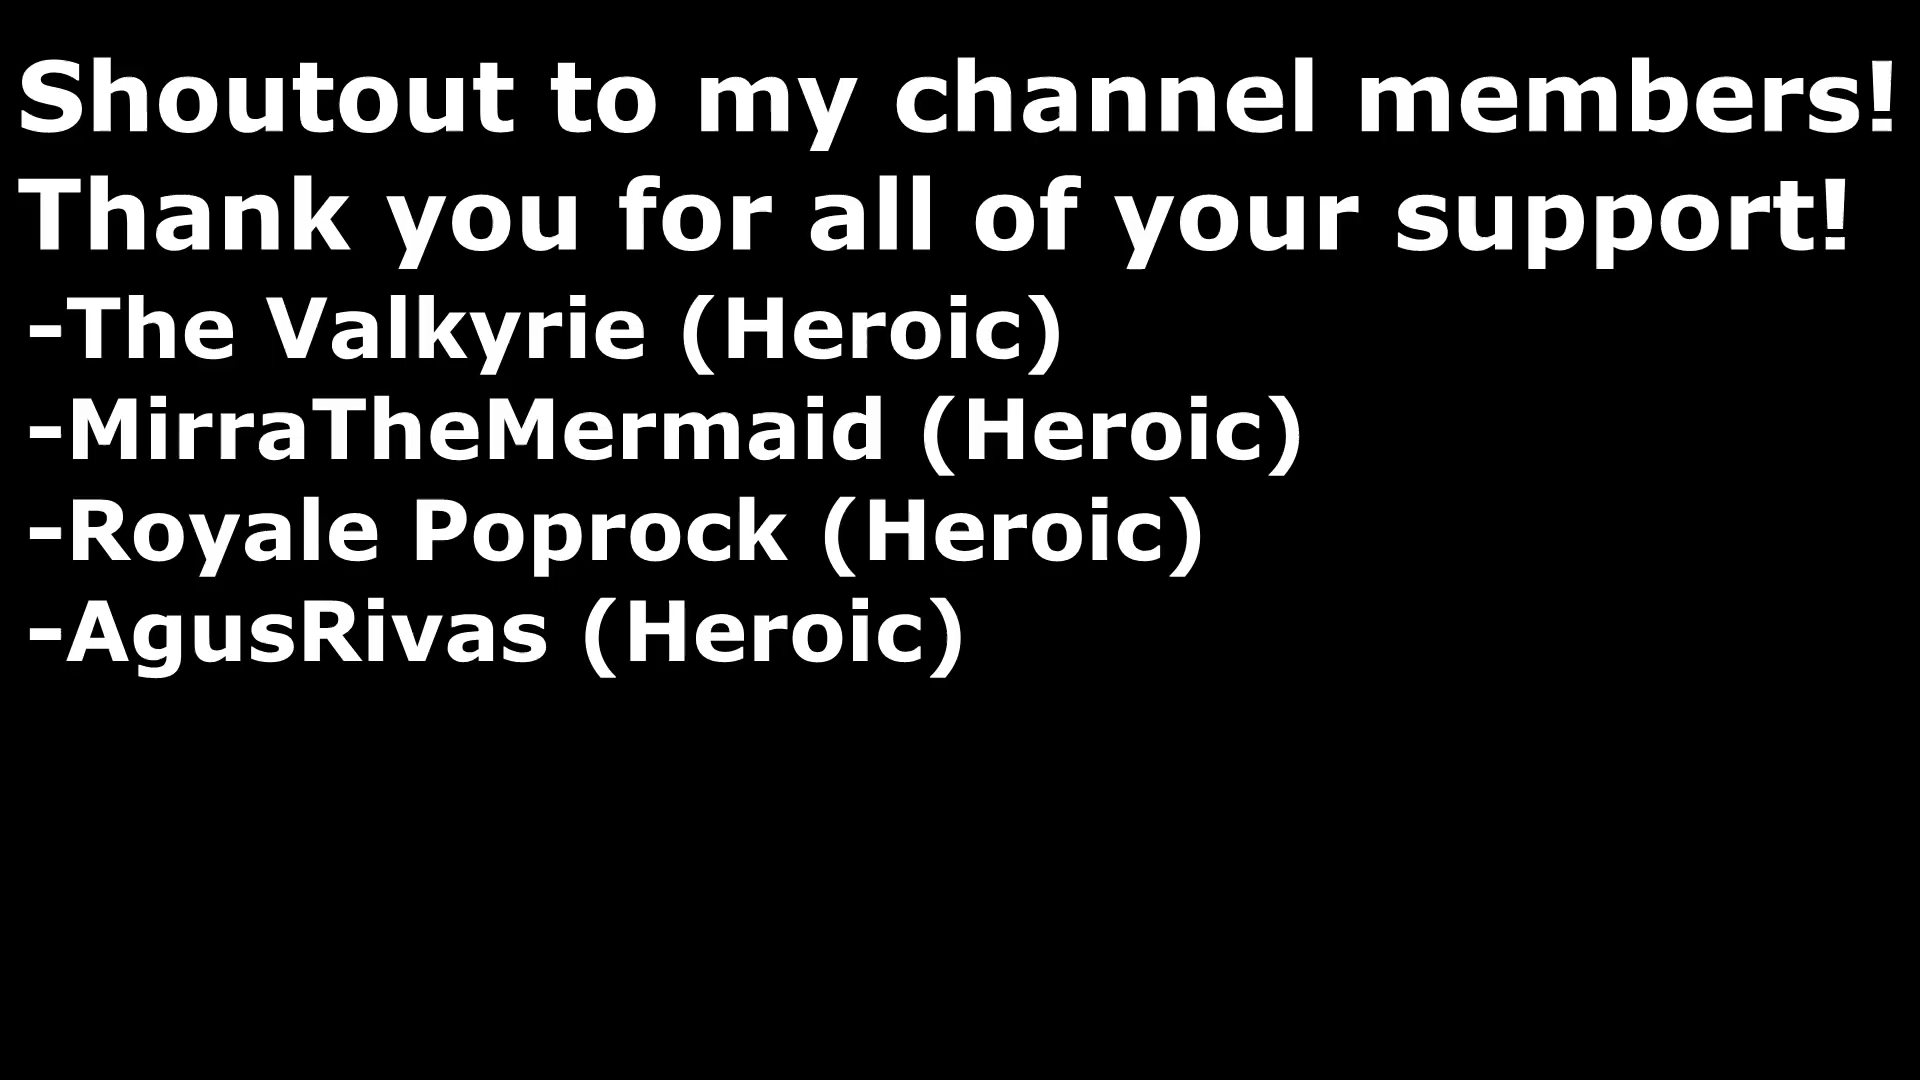 Shoutout to my channel members!
Thank you for all of your support!
-The Valkyrie (Heroic)
-MirraTheMermaid (Heroic)
-Royale Poprock (Heroic)
-AgusRivas (Heroic)